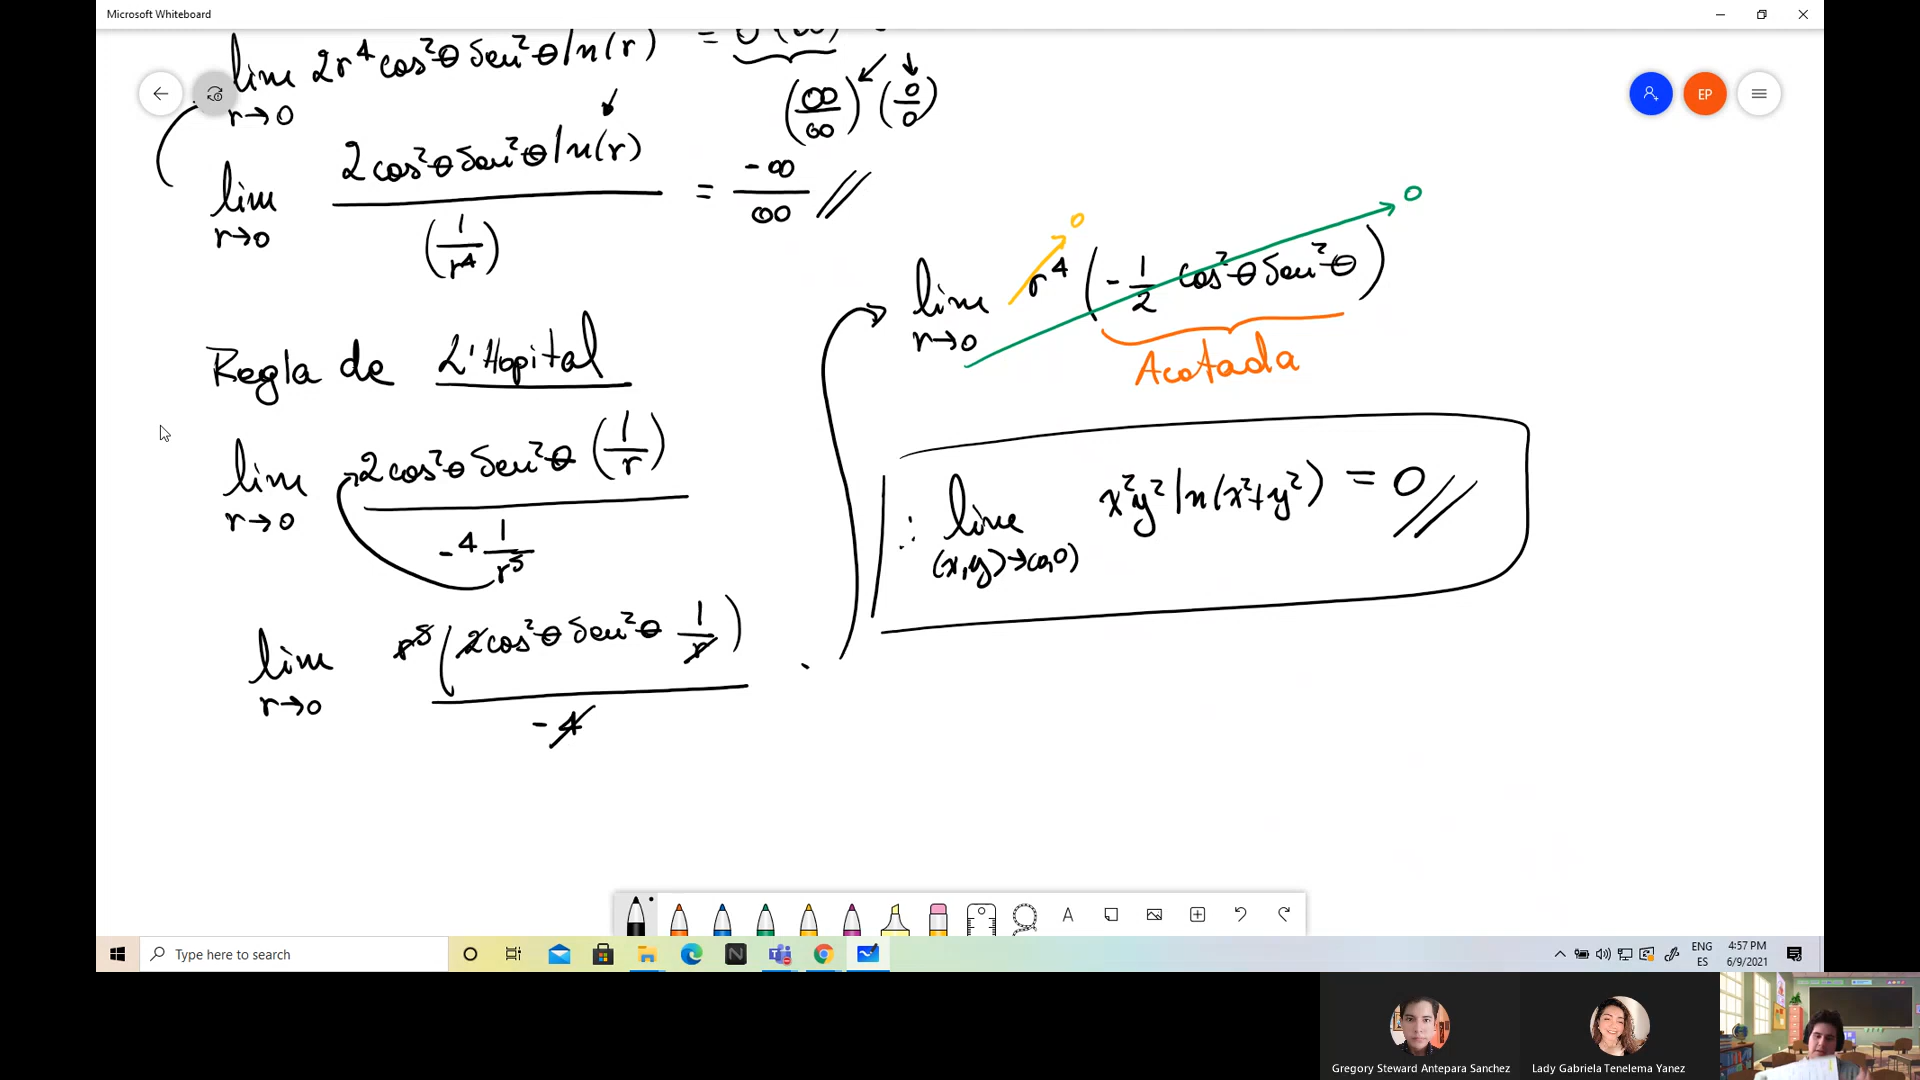 Microsoft Whiteboard
EP
lim r→0 2r⁴cos²θ Sen²θ ln(r) =
(∞/∞) (0/0)
lim r→0 2cos²θ Sen²θ ln(r) / (1/r⁴) = -∞/∞ //
Regla de L'Hopital
lim r→0 2cos²θ Sen²θ (1/r) / -4 1/r⁵
lim r→0 r⁵(2cos²θ Sen²θ 1/r) / -4
0
0
lim r→0 r⁴ (-1/2 cos²θ Sen²θ)
Acotada
∴ lim (x,y)→(0,0) x²y² ln(x²+y²) = 0 //
A
Type here to search
N
ENG
ES
4:57 PM
6/9/2021
Gregory Steward Antepara Sanchez
Lady Gabriela Tenelema Yanez